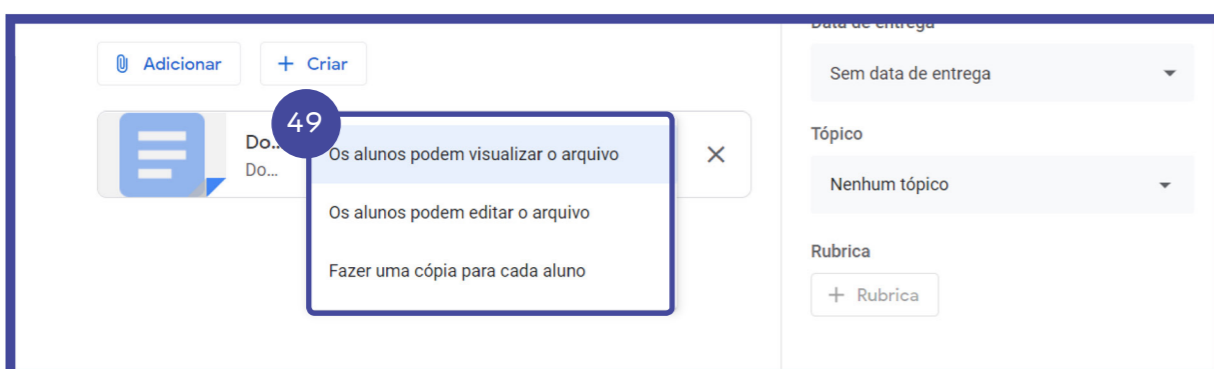 Data de entrega
Adicionar
+ Criar
Sem data de entrega
49
Do...
Do...
Os alunos podem visualizar o arquivo
Os alunos podem editar o arquivo
Fazer uma cópia para cada aluno
Tópico
Nenhum tópico
Rubrica
+ Rubrica